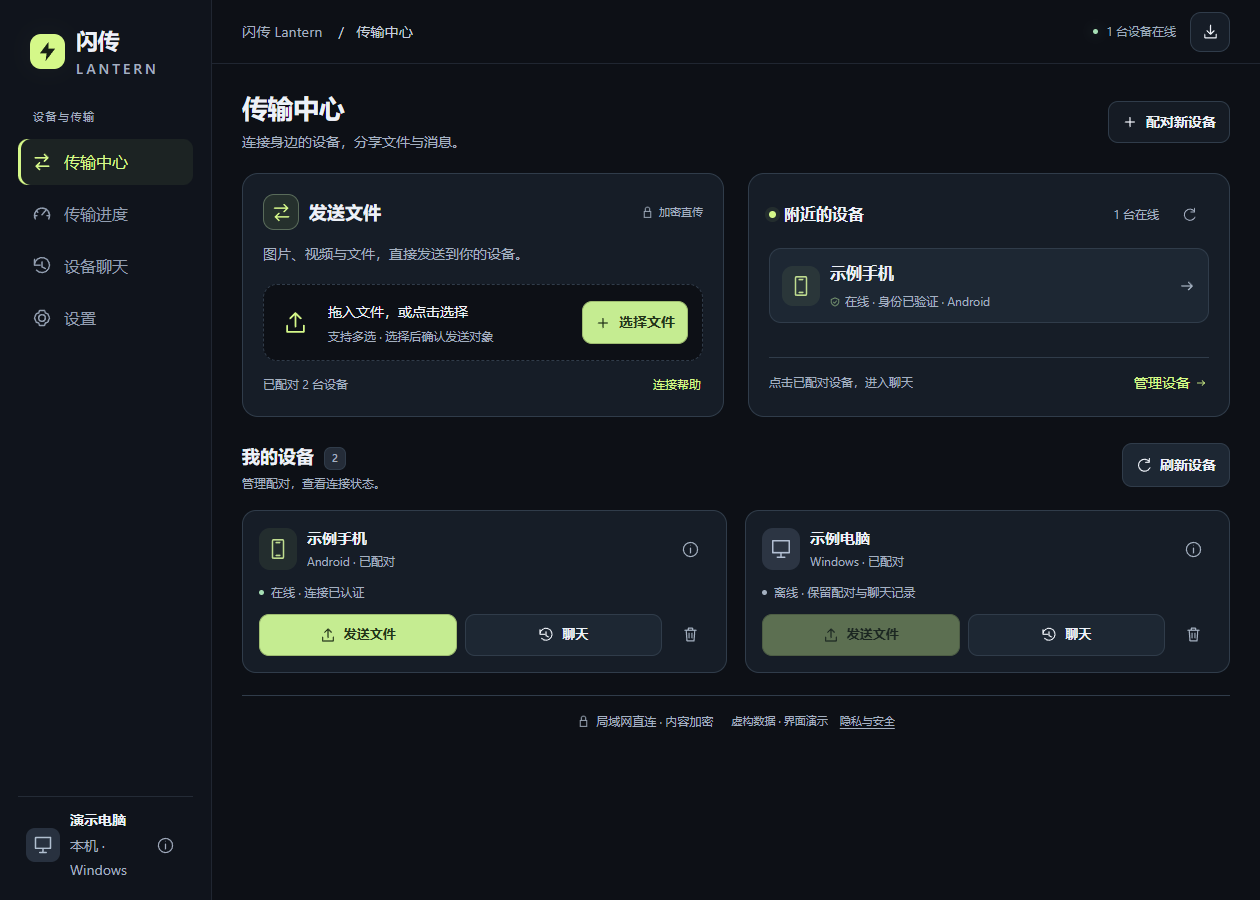 闪传
LANTERN
设备与传输
传输中心
传输进度
设备聊天
设置
演示电脑
本机 ·
Windows
闪传 Lantern / 传输中心
1 台设备在线
传输中心
连接身边的设备，分享文件与消息。
配对新设备
发送文件
加密直传
图片、视频与文件，直接发送到你的设备。
拖入文件，或点击选择
支持多选 · 选择后确认发送对象
选择文件
已配对 2 台设备
连接帮助
附近的设备
1 台在线
示例手机
在线 · 身份已验证 · Android
点击已配对设备，进入聊天
管理设备 →
我的设备 2
管理配对，查看连接状态。
刷新设备
示例手机
Android · 已配对
在线 · 连接已认证
发送文件
聊天
示例电脑
Windows · 已配对
离线 · 保留配对与聊天记录
发送文件
聊天
局域网直连 · 内容加密 虚构数据 · 界面演示 隐私与安全